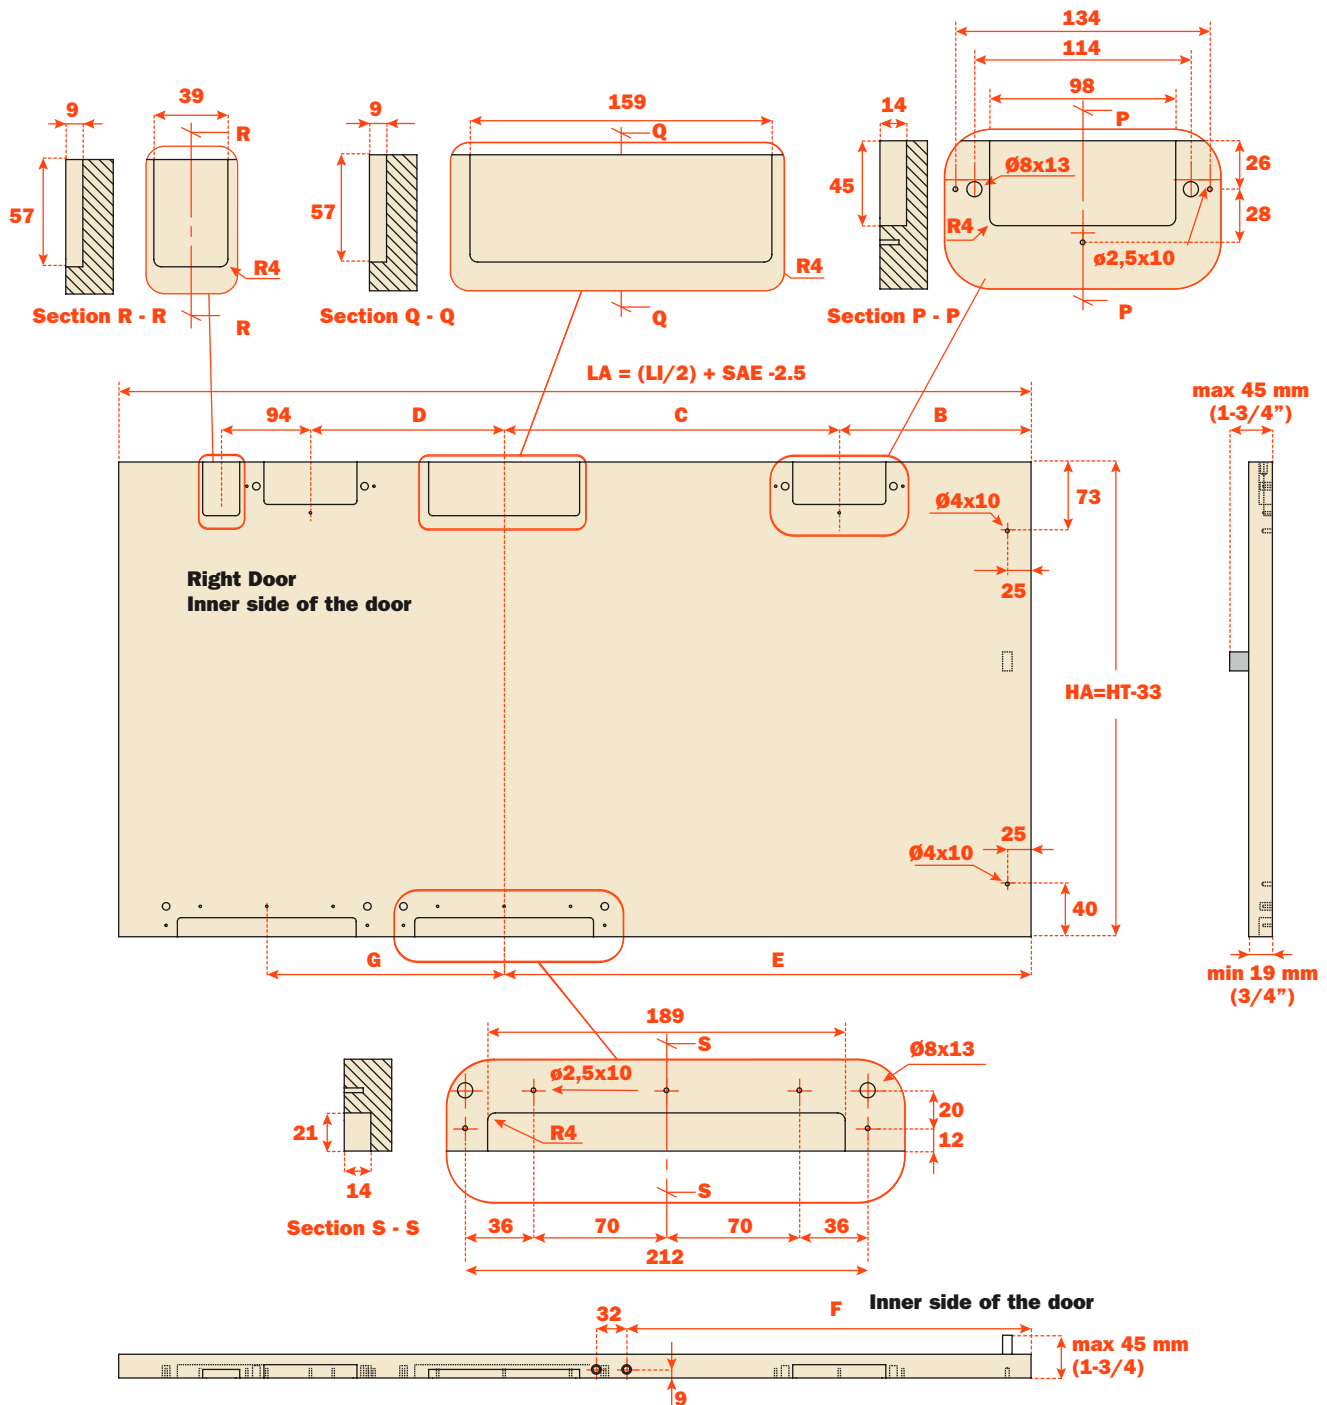 134
114
98
39
9
R
9
159
Q
14
P
Ø8x13
26
57
57
45
28
R4
R4
R4
ø2,5x10
Section R - R
R
Section Q - Q
Q
Section P - P
P
LA = (LI/2) + SAE -2.5
max 45 mm
(1-3/4”)
94
D
C
B
Ø4x10
73
25
Right Door
Inner side of the door
HA=HT-33
25
Ø4x10
40
G
E
min 19 mm
(3/4”)
189
S
Ø8x13
ø2,5x10
20
21
R4
12
14
S
Section S - S
36
70
70
36
212
Inner side of the door
32
F
max 45 mm
(1-3/4)
9